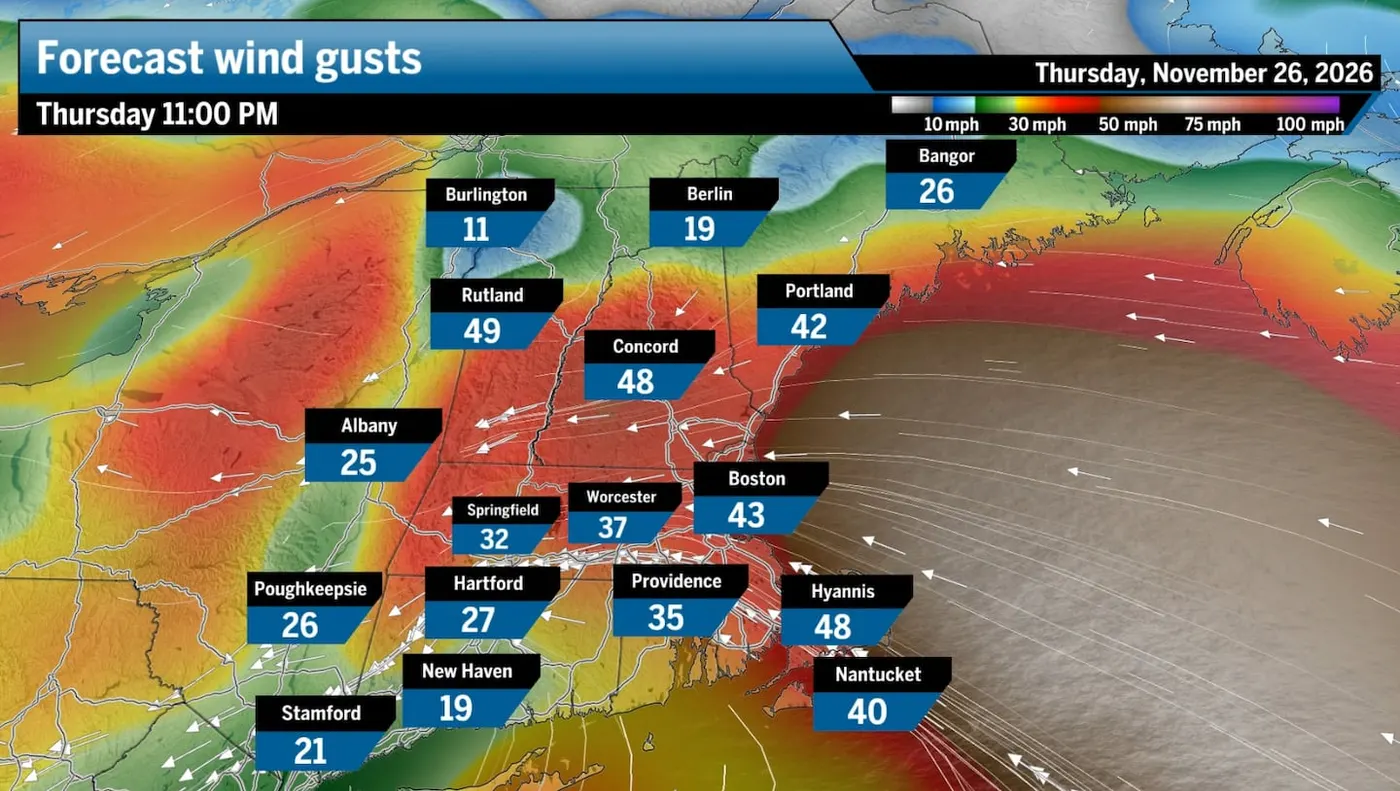 Forecast wind gusts
Thursday, November 26, 2026
Thursday 11:00 PM
10 mph 30 mph 50 mph 75 mph 100 mph
Bangor
26
Burlington
11
Berlin
19
Rutland
49
Portland
42
Concord
48
Albany
25
Boston
43
Springfield
32
Worcester
37
Poughkeepsie
26
Hartford
27
Providence
35
Hyannis
48
New Haven
19
Nantucket
40
Stamford
21